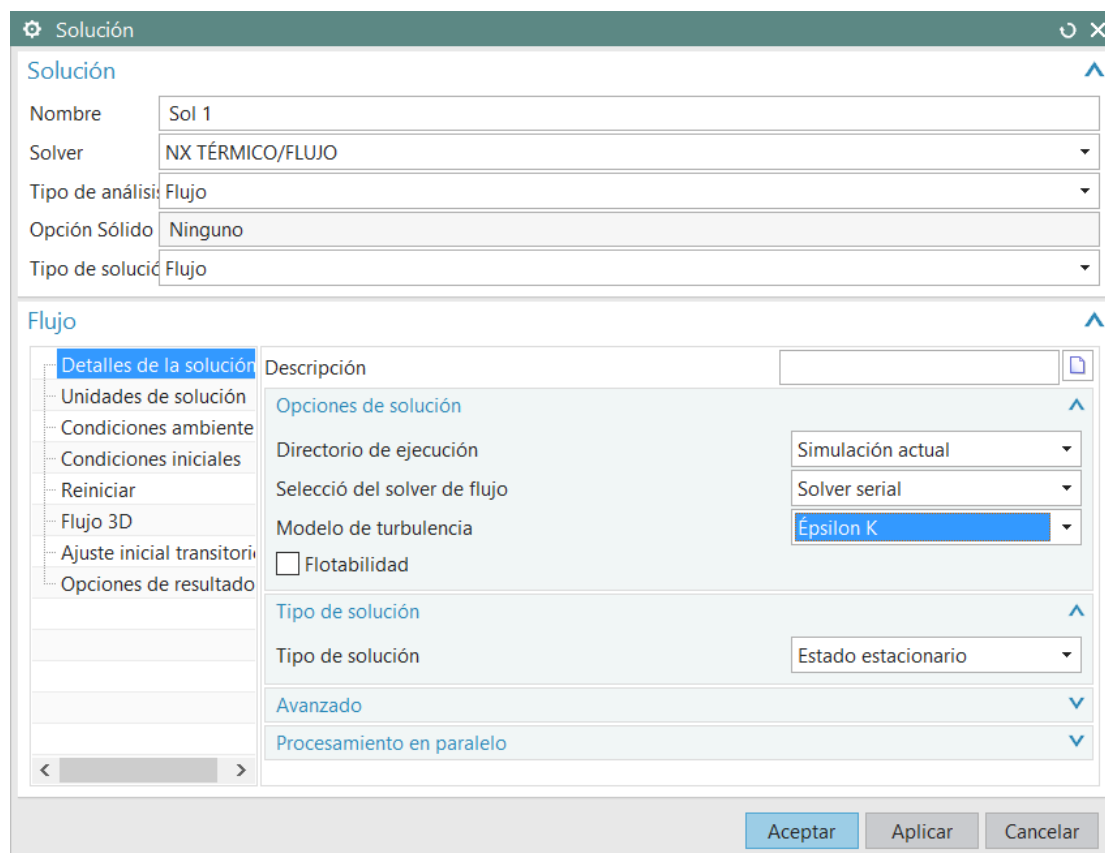 Solución
Solución
Nombre Sol 1
Solver NX TÉRMICO/FLUJO
Tipo de análisis Flujo
Opción Sólido Ninguno
Tipo de solució Flujo
Flujo
Detalles de la solución
Unidades de solución
Condiciones ambiente
Condiciones iniciales
Reiniciar
Flujo 3D
Ajuste inicial transitorio
Opciones de resultado
Descripción
Opciones de solución
Directorio de ejecución Simulación actual
Selecció del solver de flujo Solver serial
Modelo de turbulencia Épsilon K
Flotabilidad
Tipo de solución
Tipo de solución Estado estacionario
Avanzado
Procesamiento en paralelo
Aceptar Aplicar Cancelar